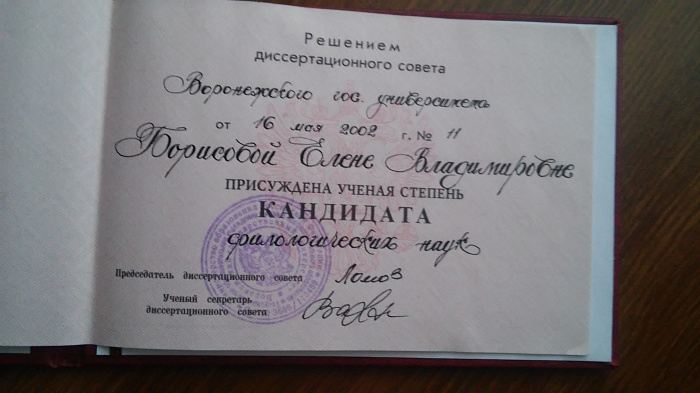 Решением
диссертационного совета
Воронежского гос. университета
от 16 мая 2002 г. № 11
Борисовой Елене Владимировне
ПРИСУЖДЕНА УЧЕНАЯ СТЕПЕНЬ
КАНДИДАТА
филологических наук
Председатель диссертационного совета Ломов
Ученый секретарь
диссертационного совета